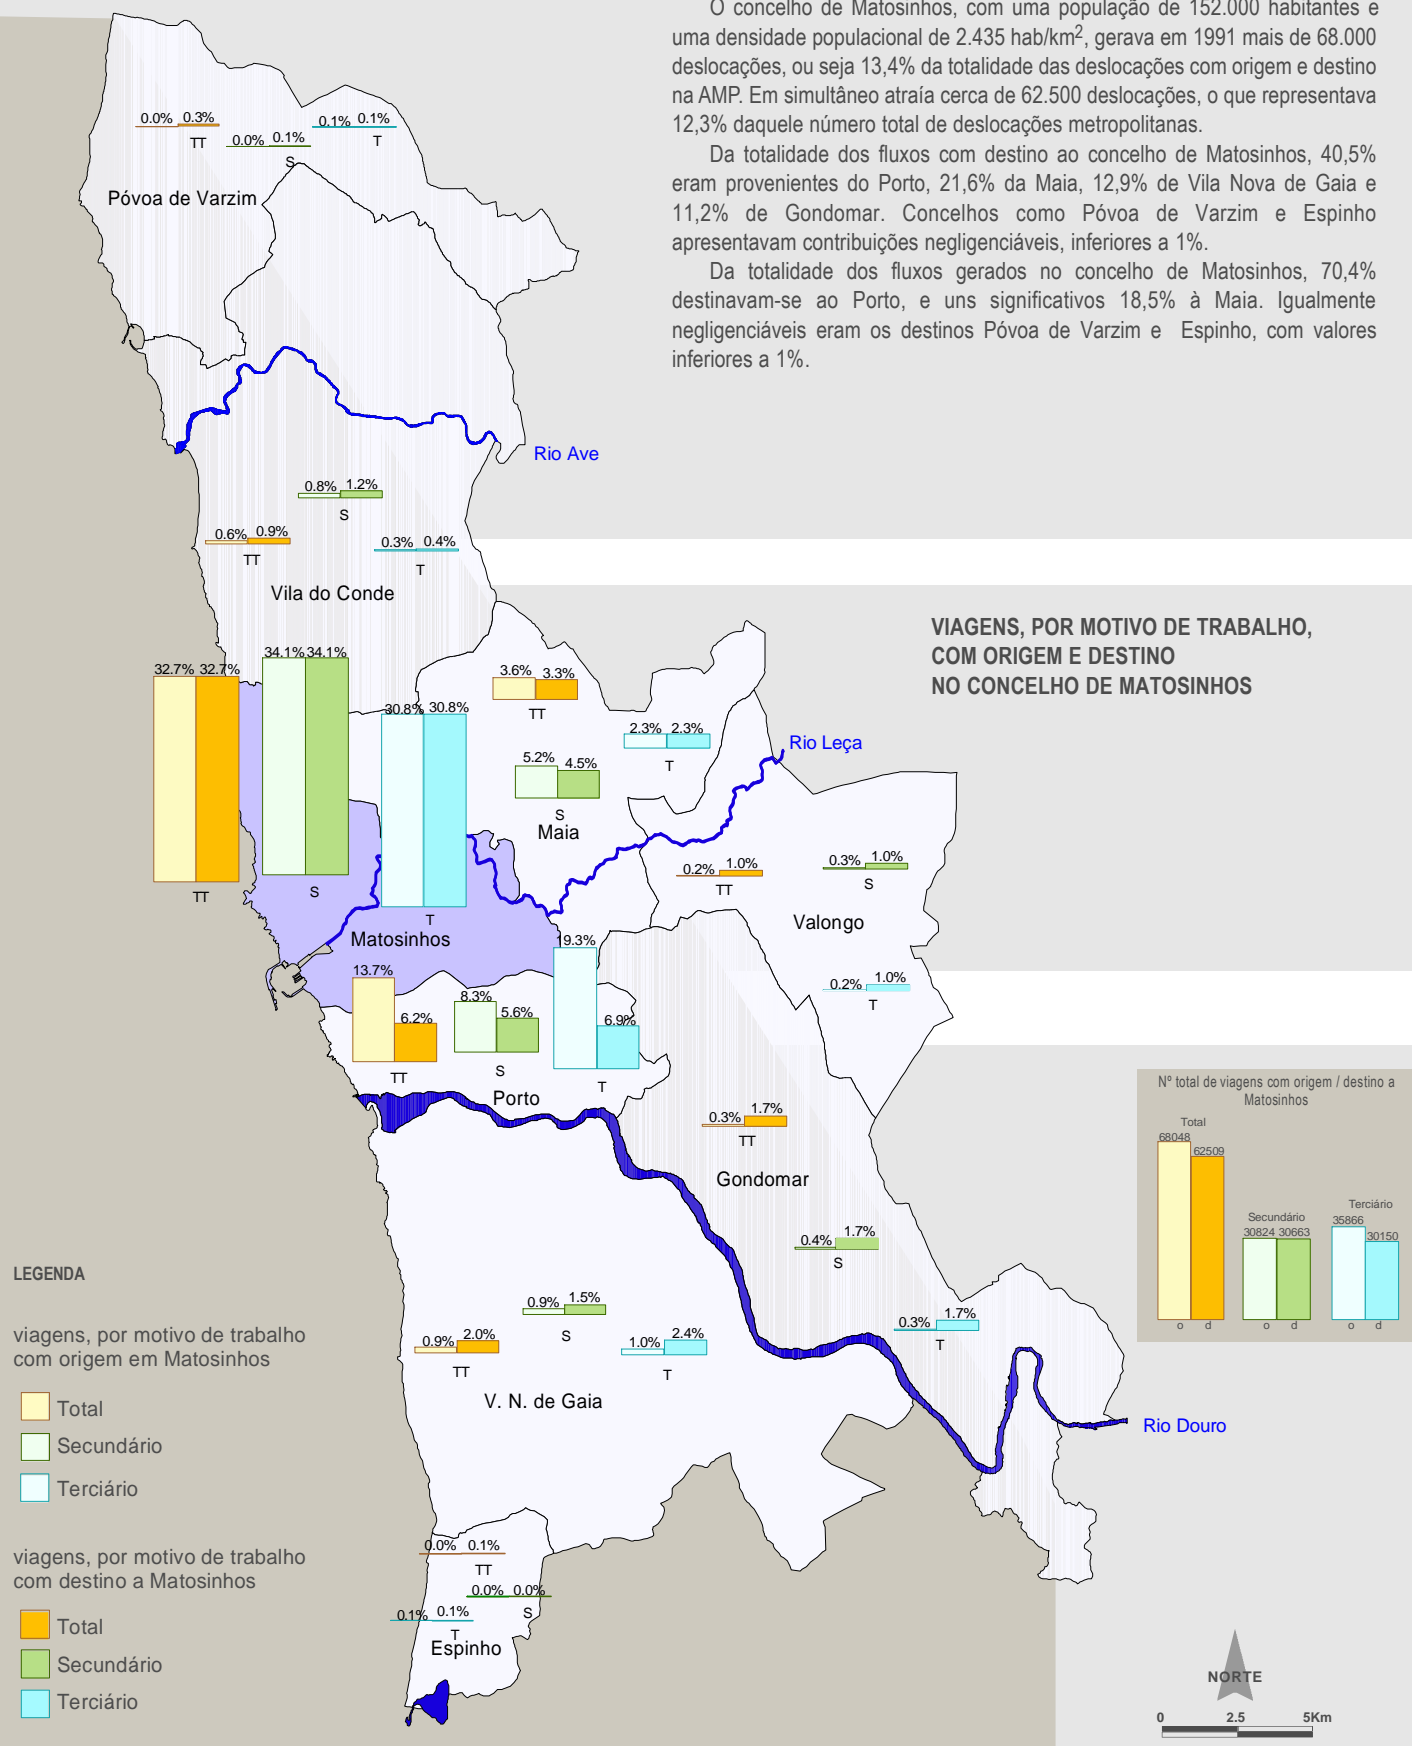 O concelho de Matosinhos, com uma população de 152.000 habitantes e
uma densidade populacional de 2.435 hab/km², gerava em 1991 mais de 68.000
deslocações, ou seja 13,4% da totalidade das deslocações com origem e destino
na AMP. Em simultâneo atraía cerca de 62.500 deslocações, o que representava
12,3% daquele número total de deslocações metropolitanas.
Da totalidade dos fluxos com destino ao concelho de Matosinhos, 40,5%
eram provenientes do Porto, 21,6% da Maia, 12,9% de Vila Nova de Gaia e
11,2% de Gondomar. Concelhos como Póvoa de Varzim e Espinho
apresentavam contribuições negligenciáveis, inferiores a 1%.
Da totalidade dos fluxos gerados no concelho de Matosinhos, 70,4%
destinavam-se ao Porto, e uns significativos 18,5% à Maia. Igualmente
negligenciáveis eram os destinos Póvoa de Varzim e Espinho, com valores
inferiores a 1%.
0.0% 0.3%
TT
0.0% 0.1%
S
0.1% 0.1%
T
Póvoa de Varzim
Rio Ave
0.8% 1.2%
S
0.6% 0.9%
TT
0.3% 0.4%
T
Vila do Conde
VIAGENS, POR MOTIVO DE TRABALHO,
COM ORIGEM E DESTINO
NO CONCELHO DE MATOSINHOS
32.7% 32.7%
TT
34.1% 34.1%
S
30.8% 30.8%
T
Matosinhos
3.6% 3.3%
TT
2.3% 2.3%
T
5.2% 4.5%
S
Maia
Rio Leça
0.2% 1.0%
TT
0.3% 1.0%
S
Valongo
0.2% 1.0%
T
13.7%
6.2%
TT
8.3%
5.6%
S
19.3%
6.9%
T
Porto
0.3% 1.7%
TT
Gondomar
0.4% 1.7%
S
0.3% 1.7%
T
0.9% 1.5%
S
0.9% 2.0%
TT
1.0% 2.4%
T
V. N. de Gaia
Rio Douro
0.0% 0.1%
TT
0.0% 0.0%
S
0.1% 0.1%
T
Espinho
Nº total de viagens com origem / destino a
Matosinhos
Total
68048
62509
o d
Secundário
30824 30663
o d
Terciário
35866
30150
o d
LEGENDA
viagens, por motivo de trabalho
com origem em Matosinhos
Total
Secundário
Terciário
viagens, por motivo de trabalho
com destino a Matosinhos
Total
Secundário
Terciário
NORTE
0 2.5 5Km